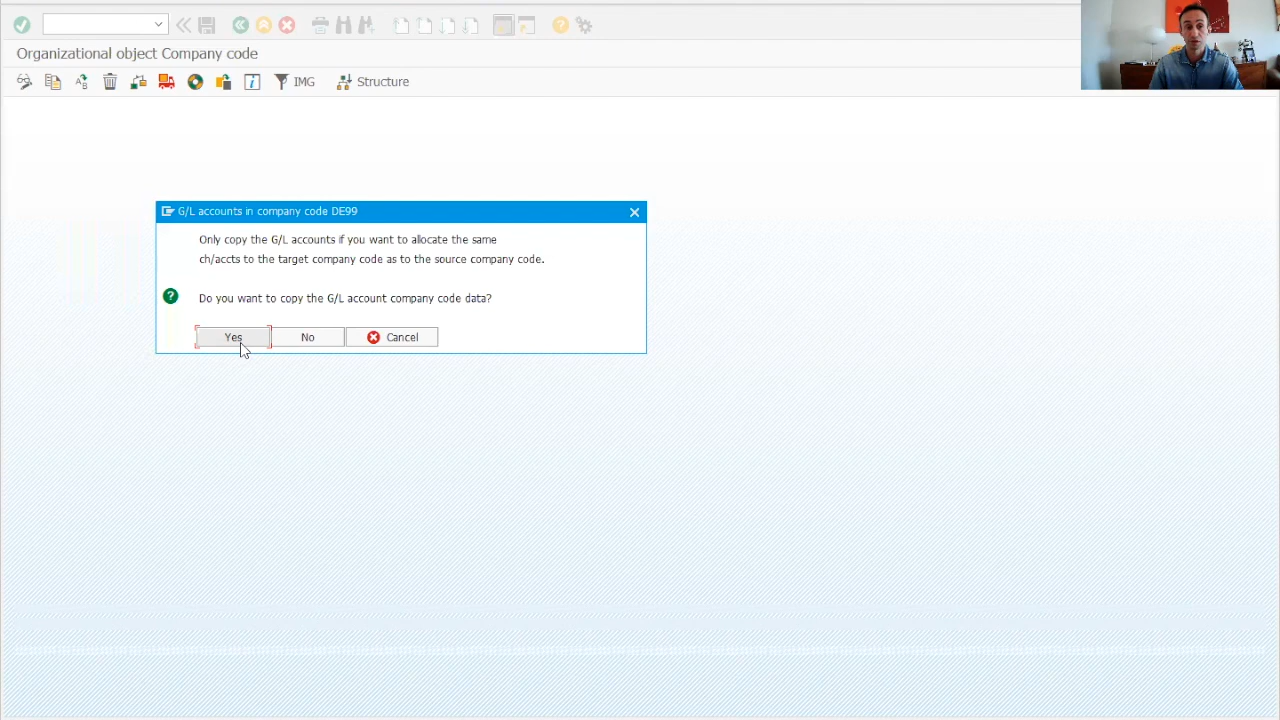 Organizational object Company code
IMG
Structure
G/L accounts in company code DE99
Only copy the G/L accounts if you want to allocate the same
ch/accts to the target company code as to the source company code.
Do you want to copy the G/L account company code data?
Yes
No
Cancel